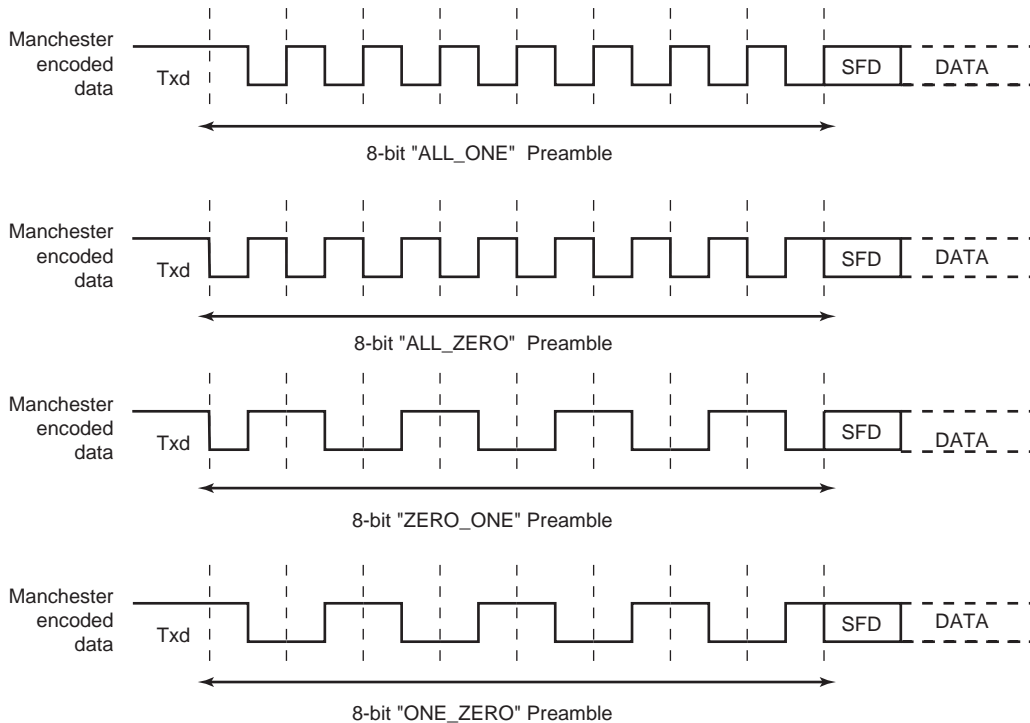 Manchester
encoded
data
Txd
SFD
DATA
8-bit "ALL_ONE" Preamble
Manchester
encoded
data
Txd
SFD
DATA
8-bit "ALL_ZERO" Preamble
Manchester
encoded
data
Txd
SFD
DATA
8-bit "ZERO_ONE" Preamble
Manchester
encoded
data
Txd
SFD
DATA
8-bit "ONE_ZERO" Preamble